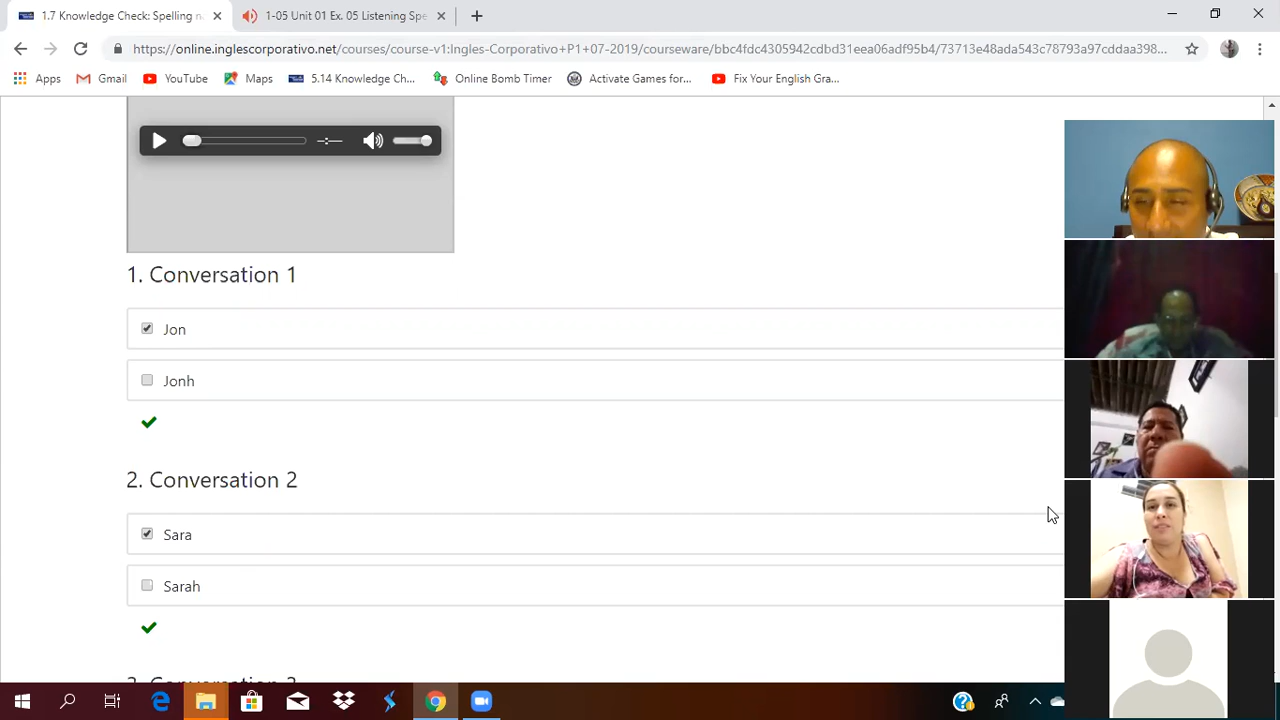 1.7 Knowledge Check: Spelling n
1-05 Unit 01 Ex. 05 Listening Spe
https://online.inglescorporativo.net/courses/course-v1:Ingles-Corporativo+P1+07-2019/courseware/bbc4fdc4305942cdbd31eea06adf95b4/73713e48ada543c78793a97cddaa398...
Apps
Gmail
YouTube
Maps
5.14 Knowledge Ch...
Online Bomb Timer
Activate Games for...
Fix Your English Gra...
1. Conversation 1
Jon
Jonh
2. Conversation 2
Sara
Sarah